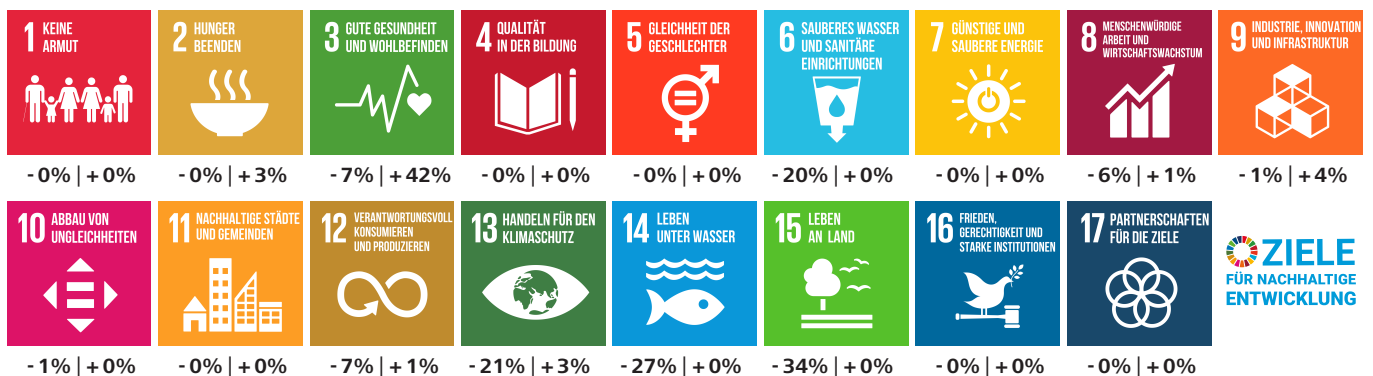 1 KEINE
ARMUT
2 HUNGER
BEENDEN
3 GUTE GESUNDHEIT
UND WOHLBEFINDEN
4 QUALITÄT
IN DER BILDUNG
5 GLEICHHEIT DER
GESCHLECHTER
6 SAUBERES WASSER
UND SANITÄRE
EINRICHTUNGEN
7 GÜNSTIGE UND
SAUBERE ENERGIE
8 MENSCHENWÜRDIGE
ARBEIT UND
WIRTSCHAFTSWACHSTUM
9 INDUSTRIE, INNOVATION
UND INFRASTRUKTUR
-0% | +0%
-0% | +3%
-7% | +42%
-0% | +0%
-0% | +0%
-20% | +0%
-0% | +0%
-6% | +1%
-1% | +4%
10 ABBAU VON
UNGLEICHHEITEN
11 NACHHALTIGE STÄDTE
UND GEMEINDEN
12 VERANTWORTUNGSVOLL
KONSUMIEREN
UND PRODUZIEREN
13 HANDELN FÜR DEN
KLIMASCHUTZ
14 LEBEN
UNTER WASSER
15 LEBEN
AN LAND
16 FRIEDEN,
GERECHTIGKEIT UND
STARKE INSTITUTIONEN
17 PARTNERSCHAFTEN
FÜR DIE ZIELE
ZIELE
FÜR NACHHALTIGE
ENTWICKLUNG
-1% | +0%
-0% | +0%
-7% | +1%
-21% | +3%
-27% | +0%
-34% | +0%
-0% | +0%
-0% | +0%